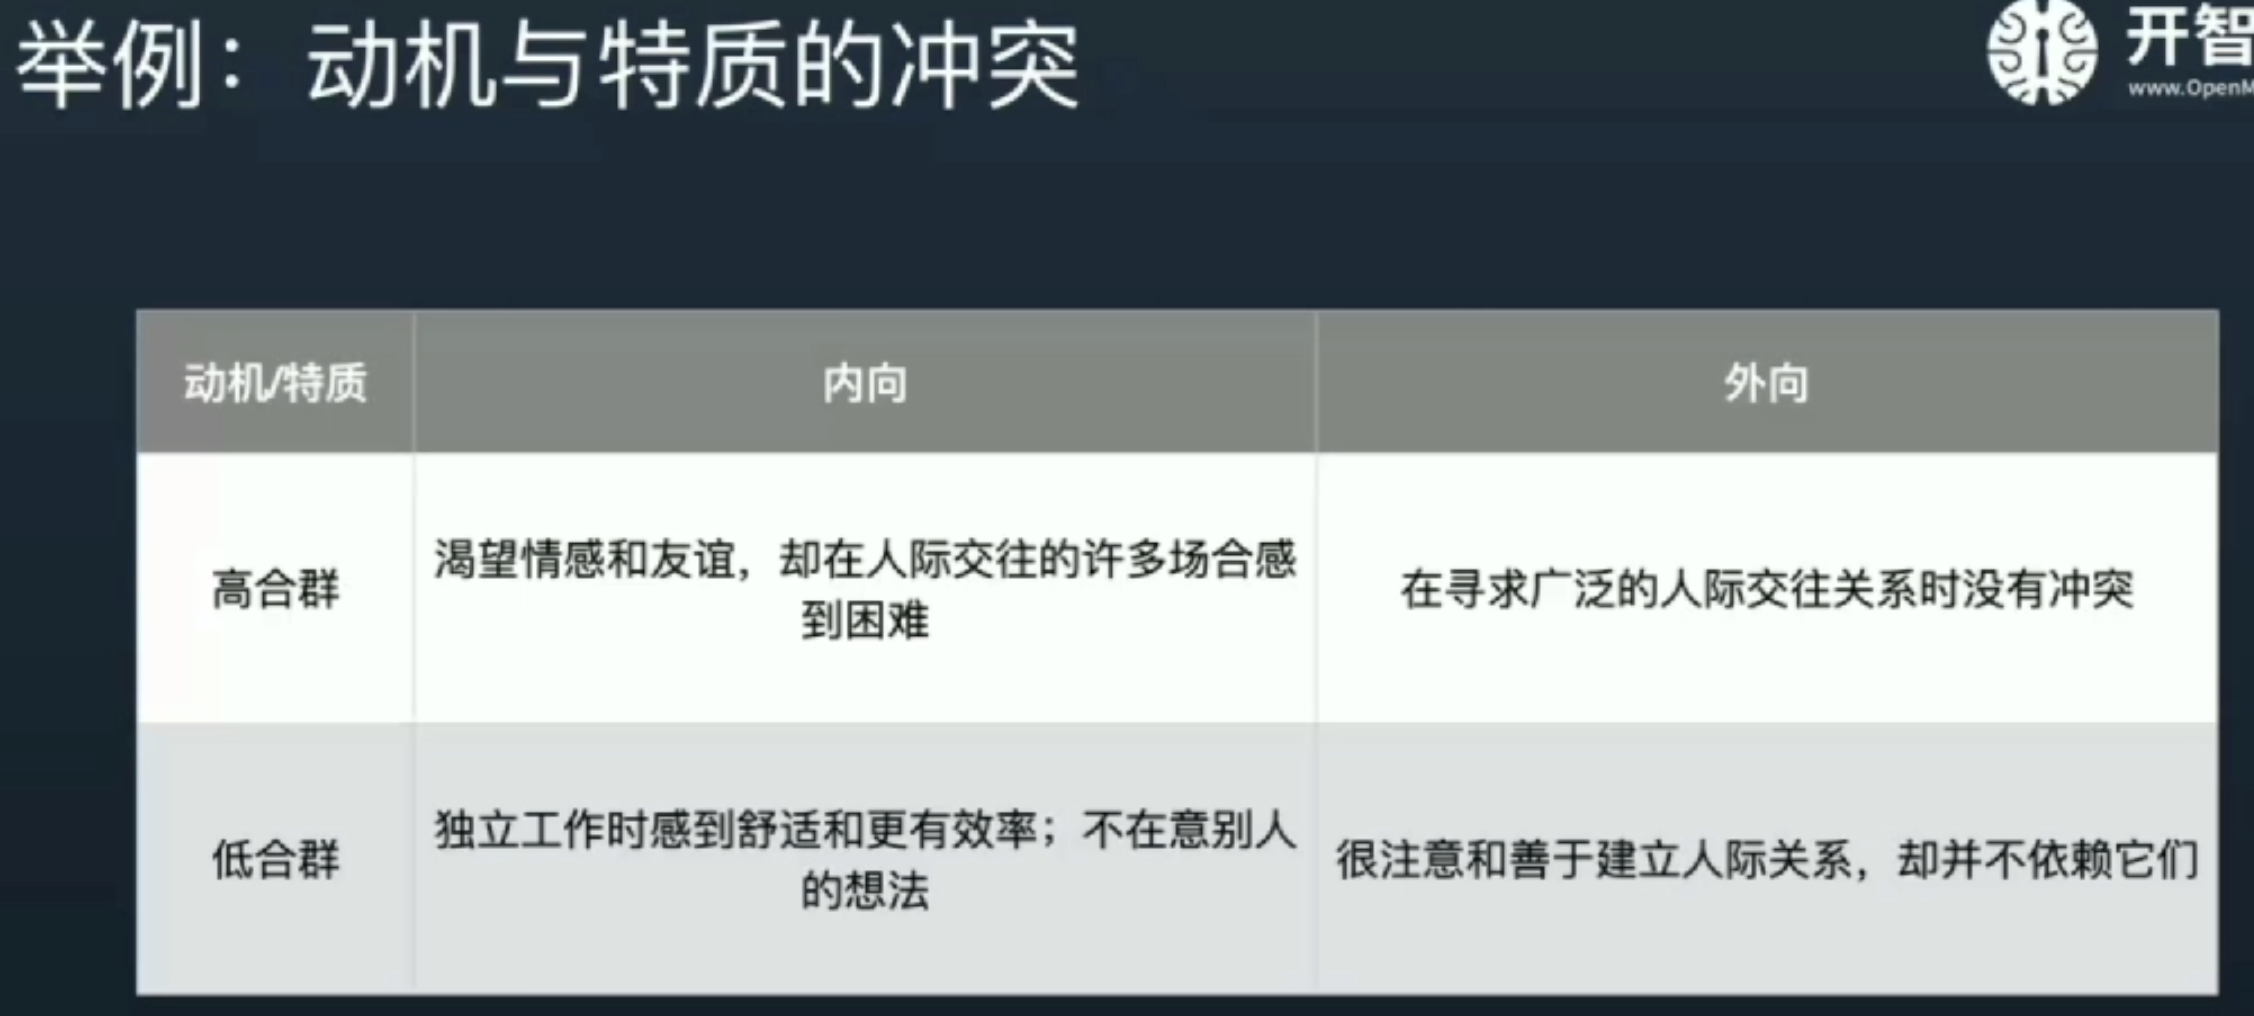 举例：动机与特质的冲突
开智
www.OpenM
动机/特质
内向
外向
高合群
渴望情感和友谊，却在人际交往的许多场合感
到困难
在寻求广泛的人际交往关系时没有冲突
低合群
独立工作时感到舒适和更有效率；不在意别人
的想法
很注意和善于建立人际关系，却并不依赖它们